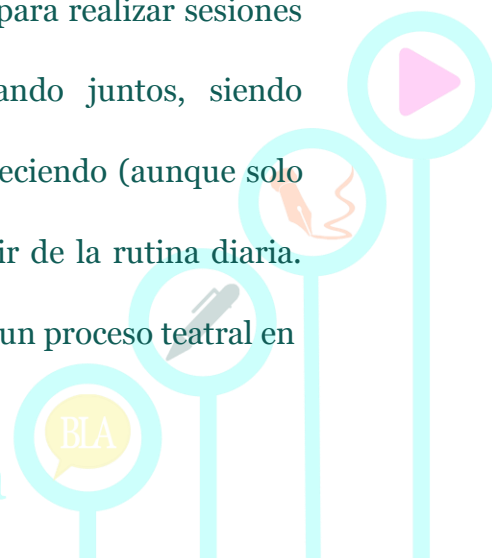 para realizar sesiones
ando juntos, siendo
eciendo (aunque solo
ir de la rutina diaria.
un proceso teatral en
BLA